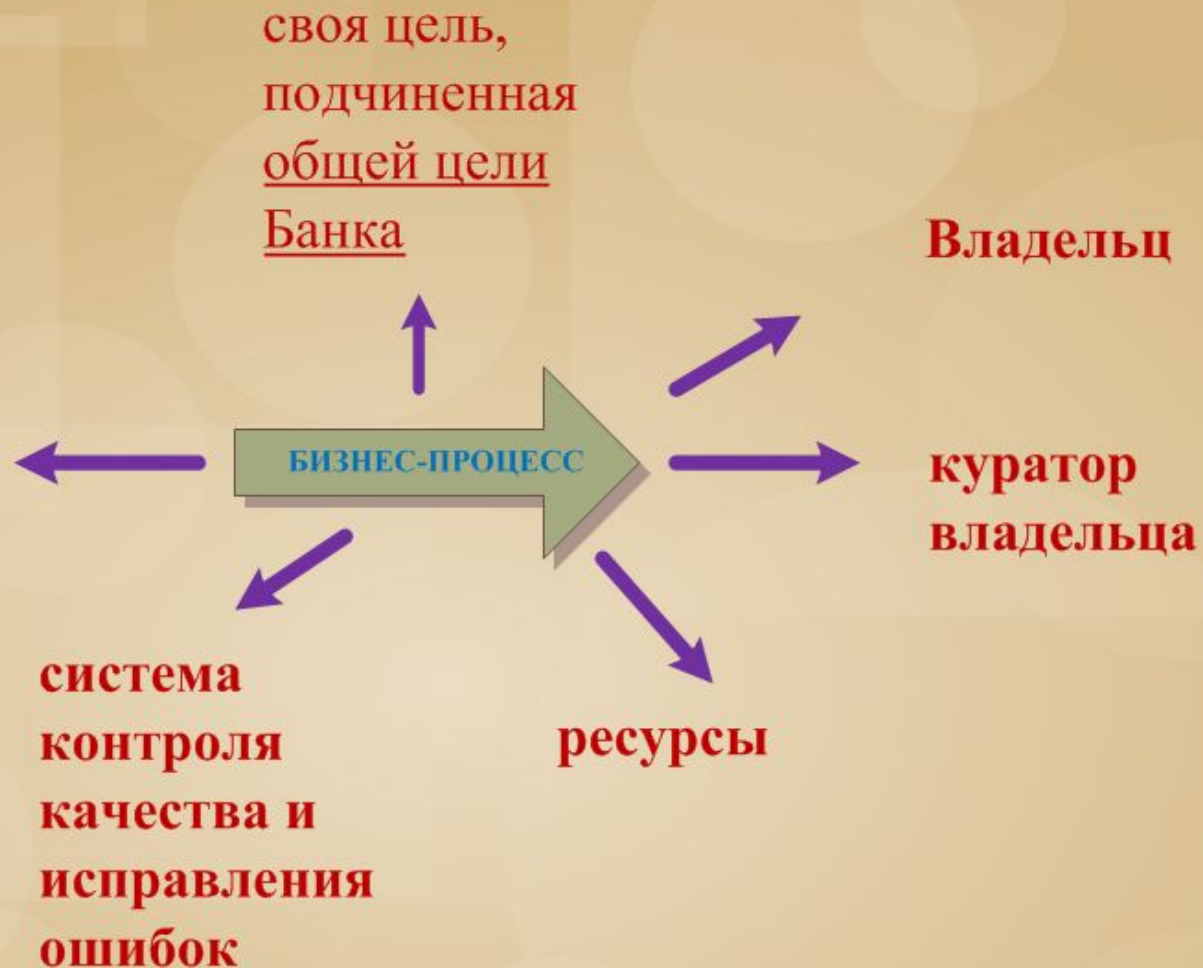 своя цель,
подчиненная
общей цели
Банка
Владельц
БИЗНЕС-ПРОЦЕСС
куратор
владельца
система
контроля
качества и
исправления
ошибок
ресурсы